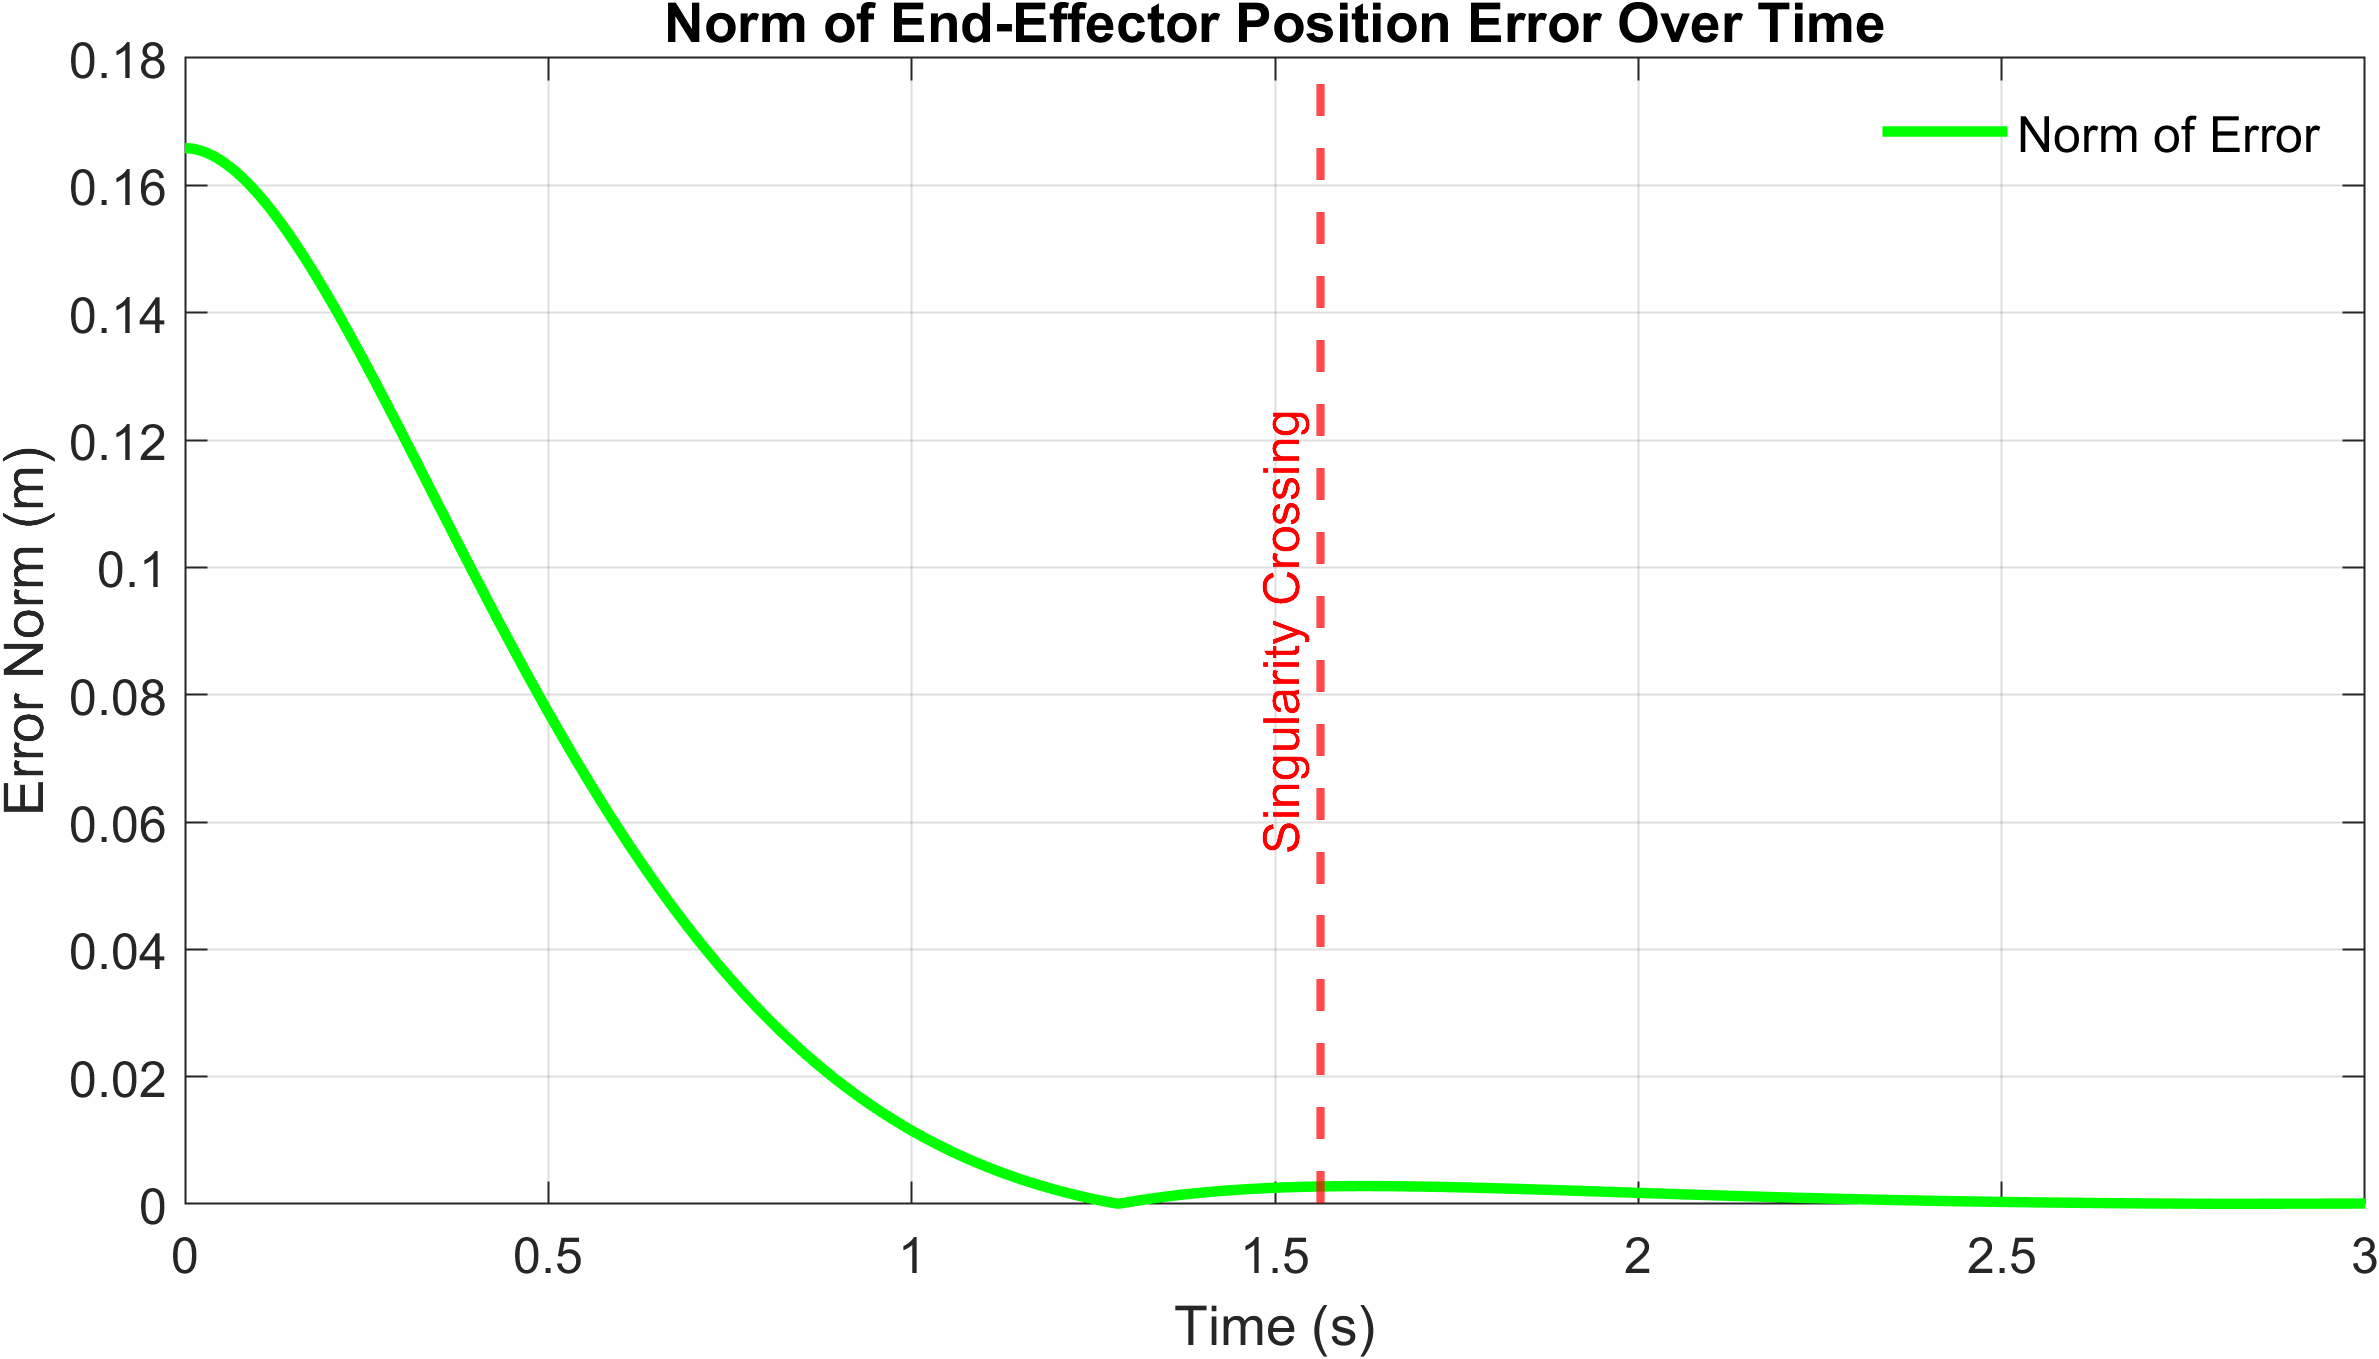 Norm of End-Effector Position Error Over Time
0.18
0.16
0.14
0.12
0.1
0.08
0.06
0.04
0.02
0
Error Norm (m)
Norm of Error
Singularity Crossing
0 0.5 1 1.5 2 2.5 3
Time (s)